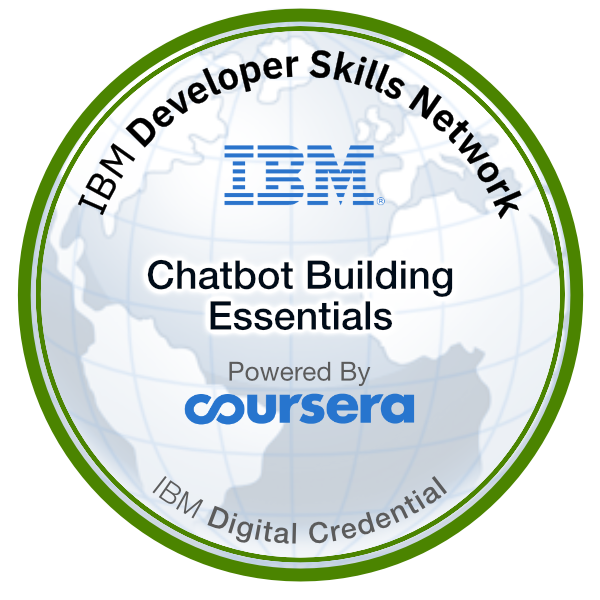 IBM Developer Skills Network
IBM®
Chatbot Building
Essentials
Powered By
coursera
IBM Digital Credential